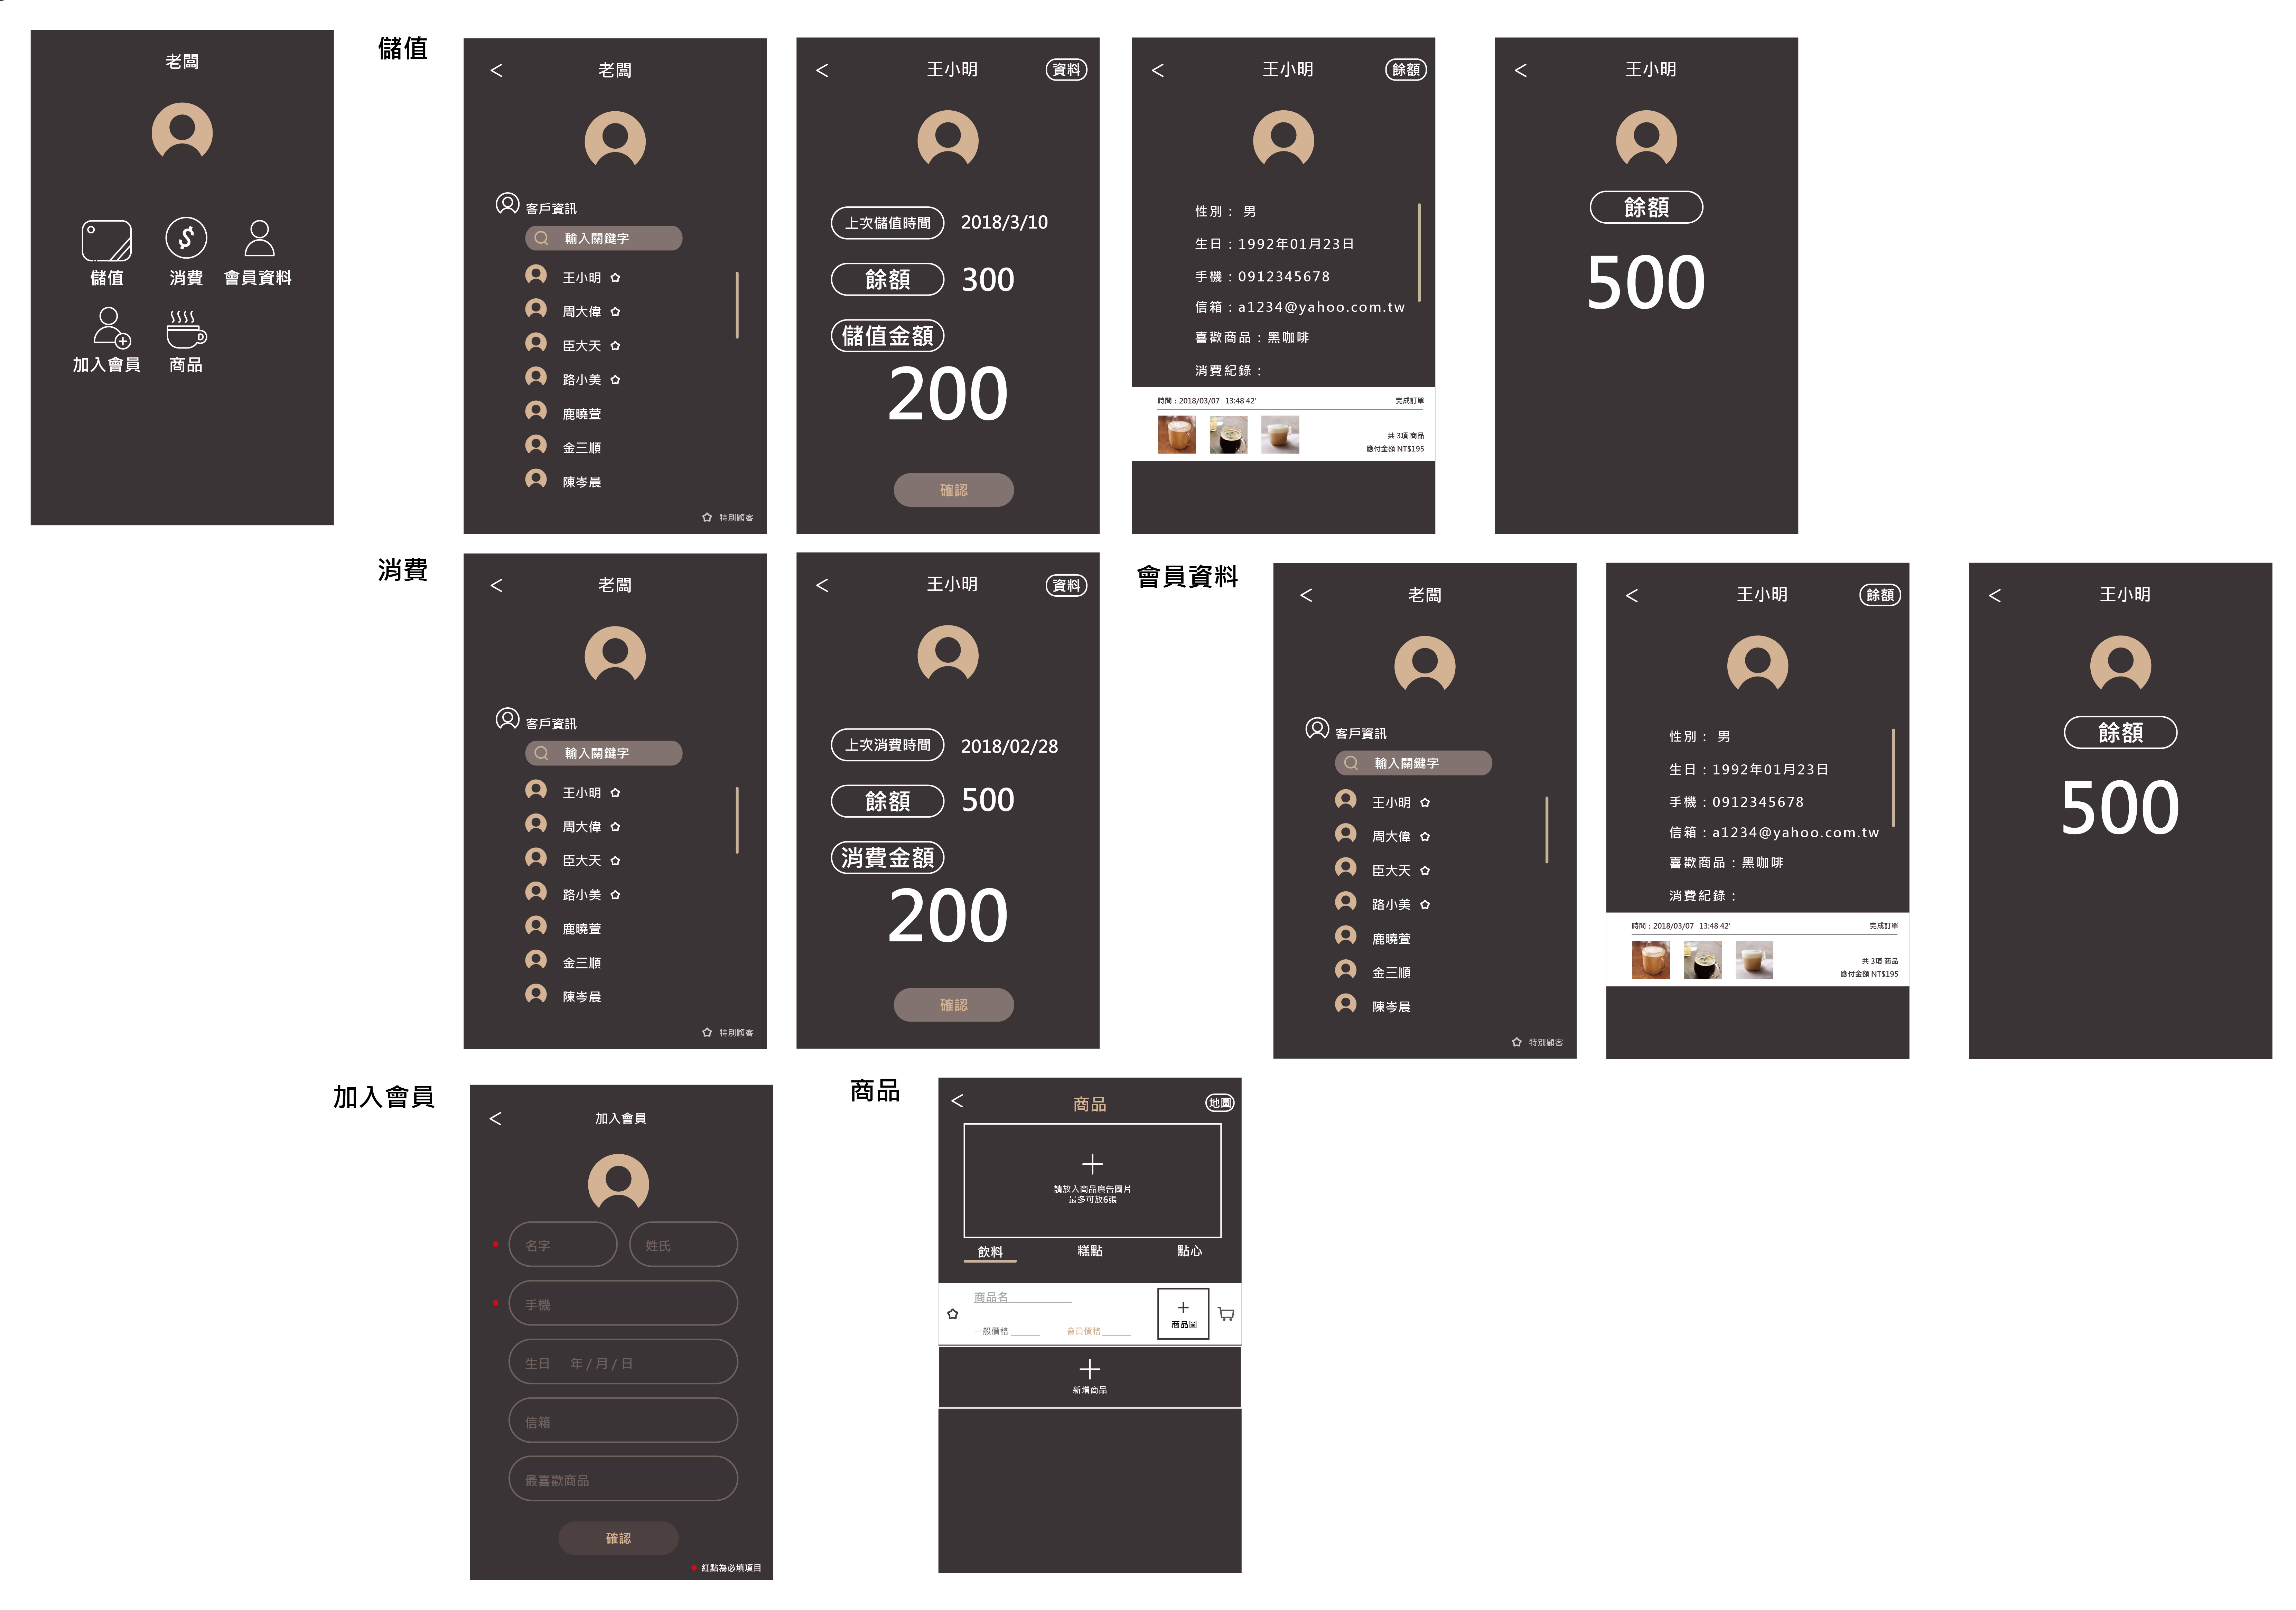 老闆
儲值
消費
會員資料
加入會員
商品
儲值
<
老闆
客戶資訊
輸入關鍵字
王小明
周大偉
臣大天
路小美
鹿曉萱
金三順
陳岑晨
特別顧客
<
王小明
資料
上次儲值時間 2018/3/10
餘額 300
儲值金額
200
確認
<
王小明
餘額
性別： 男
生日：1992年01月23日
手機：0912345678
信箱：a1234@yahoo.com.tw
喜歡商品：黑咖啡
消費紀錄：
時間：2018/03/07 13:48 42' 完成訂單
共 3項 商品
應付金額 NT$195
<
王小明
餘額
500
消費
<
老闆
客戶資訊
輸入關鍵字
王小明
周大偉
臣大天
路小美
鹿曉萱
金三順
陳岑晨
特別顧客
<
王小明
資料
上次消費時間 2018/02/28
餘額 500
消費金額
200
確認
會員資料
<
老闆
客戶資訊
輸入關鍵字
王小明
周大偉
臣大天
路小美
鹿曉萱
金三順
陳岑晨
特別顧客
<
王小明
餘額
性別： 男
生日：1992年01月23日
手機：0912345678
信箱：a1234@yahoo.com.tw
喜歡商品：黑咖啡
消費紀錄：
時間：2018/03/07 13:48 42' 完成訂單
共 3項 商品
應付金額 NT$195
<
王小明
餘額
500
加入會員
<
加入會員
名字 姓氏
手機
生日 年/月/日
信箱
最喜歡商品
確認
紅點為必填項目
商品
<
商品
地圖
請放入商品廣告圖片
最多可放6張
飲料 糕點 點心
商品名
一般價格 會員價格
商品圖
新增商品